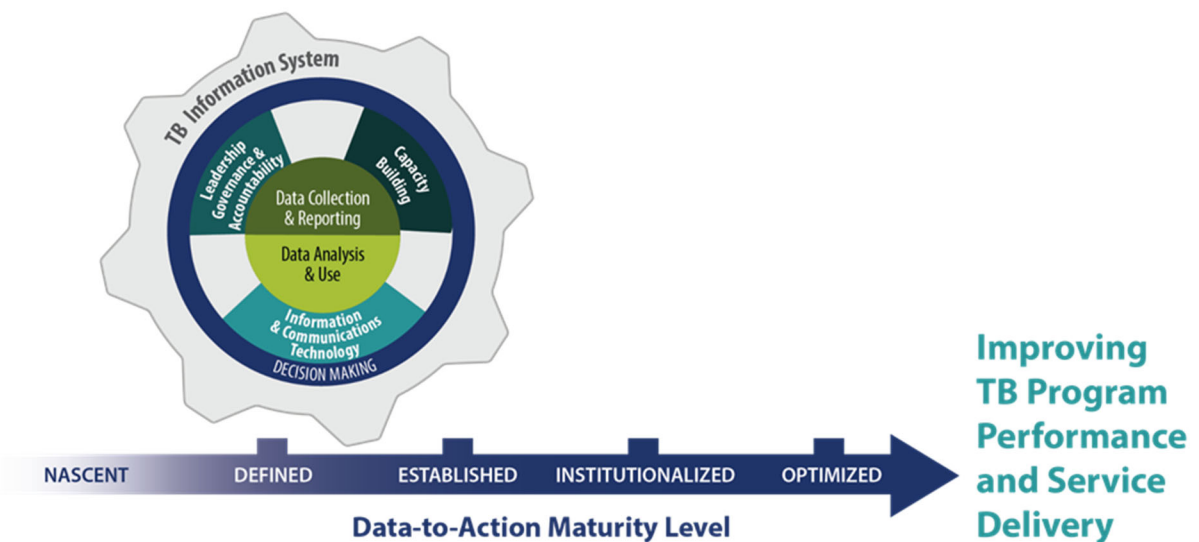 TB Information System
Leadership
Governance &
Accountability
Capacity
Building
Data Collection
& Reporting
Data Analysis
& Use
Information
& Communications
Technology
DECISION MAKING
NASCENT
DEFINED
ESTABLISHED
INSTITUTIONALIZED
OPTIMIZED
Data-to-Action Maturity Level
Improving
TB Program
Performance
and Service
Delivery